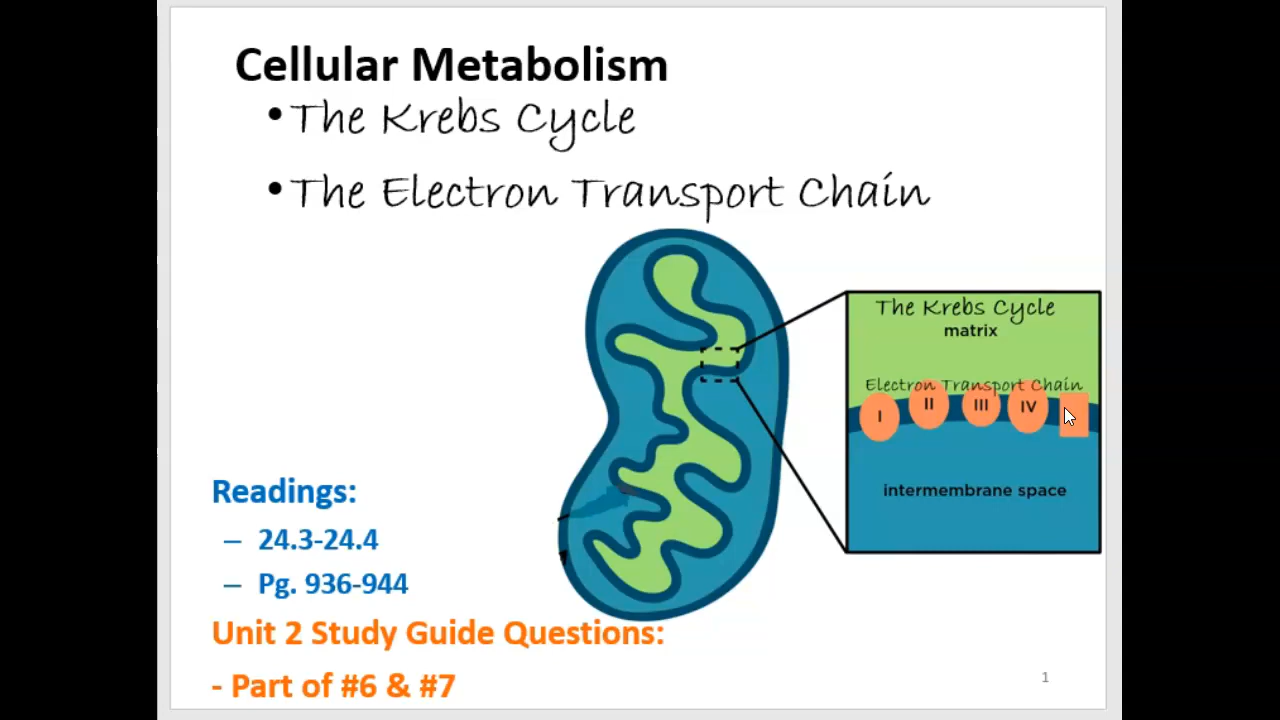 Cellular Metabolism
• The Krebs Cycle
• The Electron Transport Chain
The Krebs Cycle
matrix
Electron Transport Chain
I II III IV
intermembrane space
Readings:
– 24.3-24.4
– Pg. 936-944
Unit 2 Study Guide Questions:
- Part of #6 & #7
1